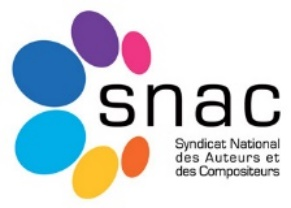 snac
Syndicat National
des Auteurs et
des Compositeurs